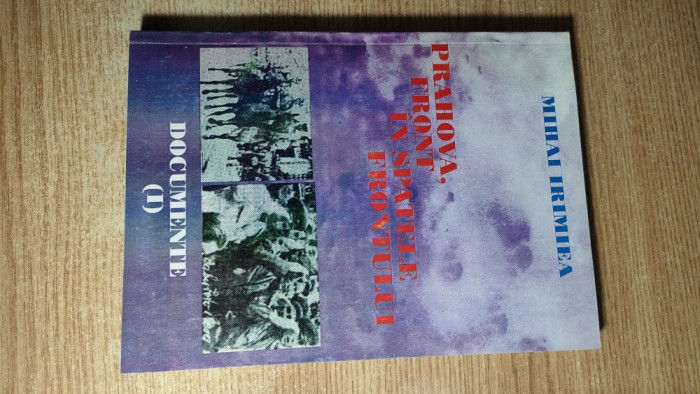 MIHAI IRIMIEA
PRAHOVA,
FRONT
ÎN SPATELE
FRONTULUI
DOCUMENTE
(I)